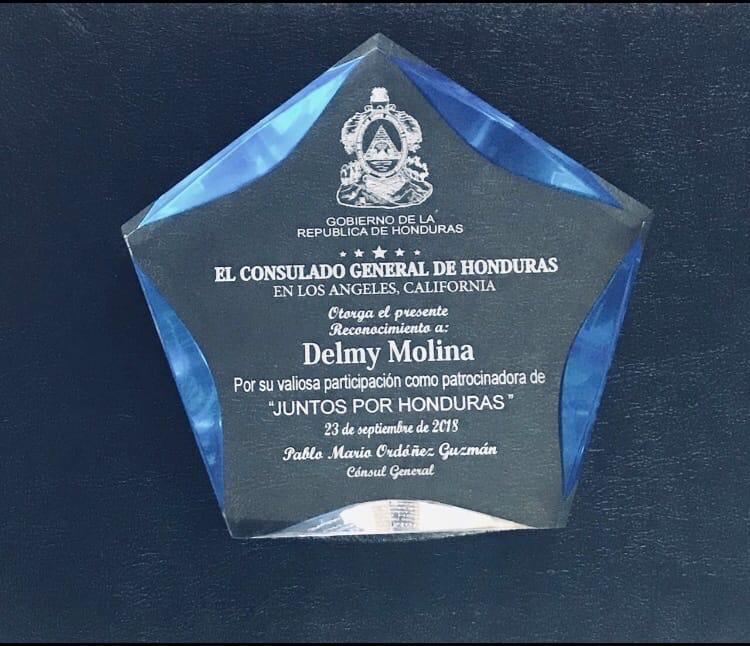 GOBIERNO DE LA
REPUBLICA DE HONDURAS
EL CONSULADO GENERAL DE HONDURAS
EN LOS ANGELES, CALIFORNIA
Otorga el presente
Reconocimiento a:
Delmy Molina
Por su valiosa participación como patrocinadora de
“JUNTOS POR HONDURAS”
23 de septiembre de 2018
Pablo Mario Ordóñez Guzmán
Cónsul General